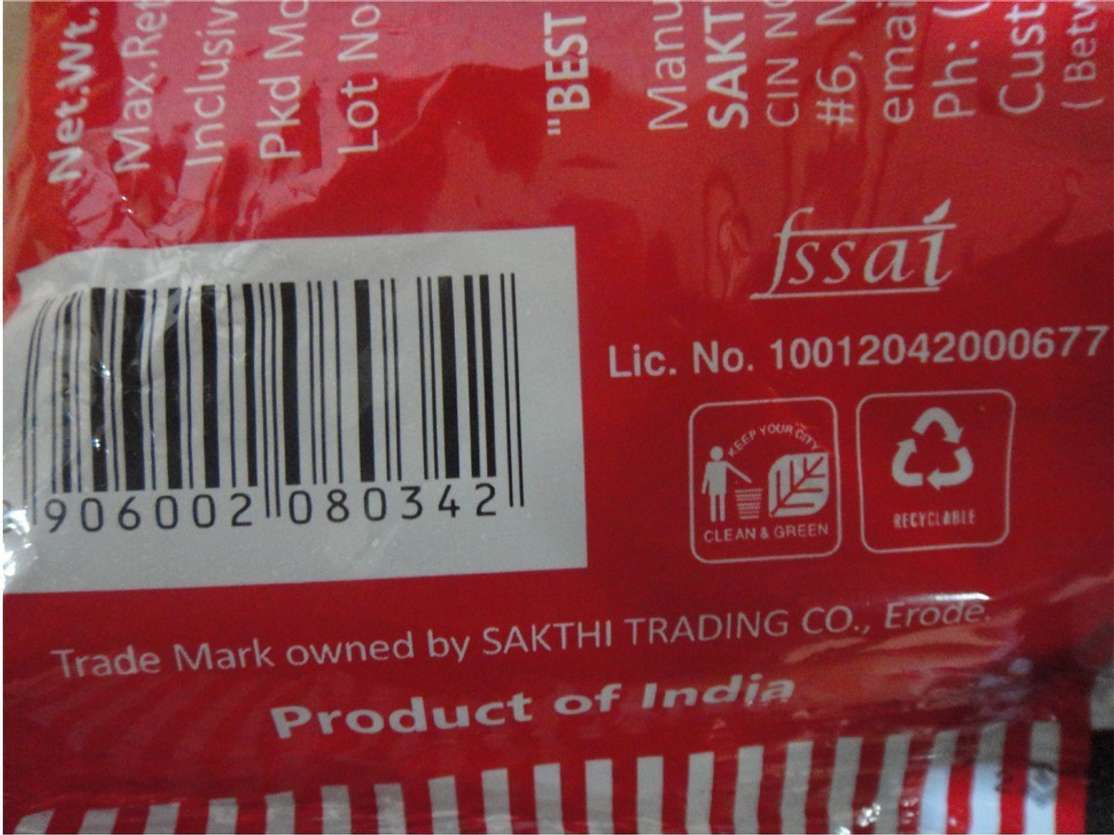 Net.Wt.
Max.Ret
Inclusiv
Pkd Mo
Lot No
"BEST
Manu
SAKT
CIN NO
#6, N
emai
Ph: (
Cust
( Betw
fssai
Lic. No. 10012042000677
906002 080342
KEEP YOUR CITY
CLEAN & GREEN
RECYCLABLE
Trade Mark owned by SAKTHI TRADING CO., Erode.
Product of India